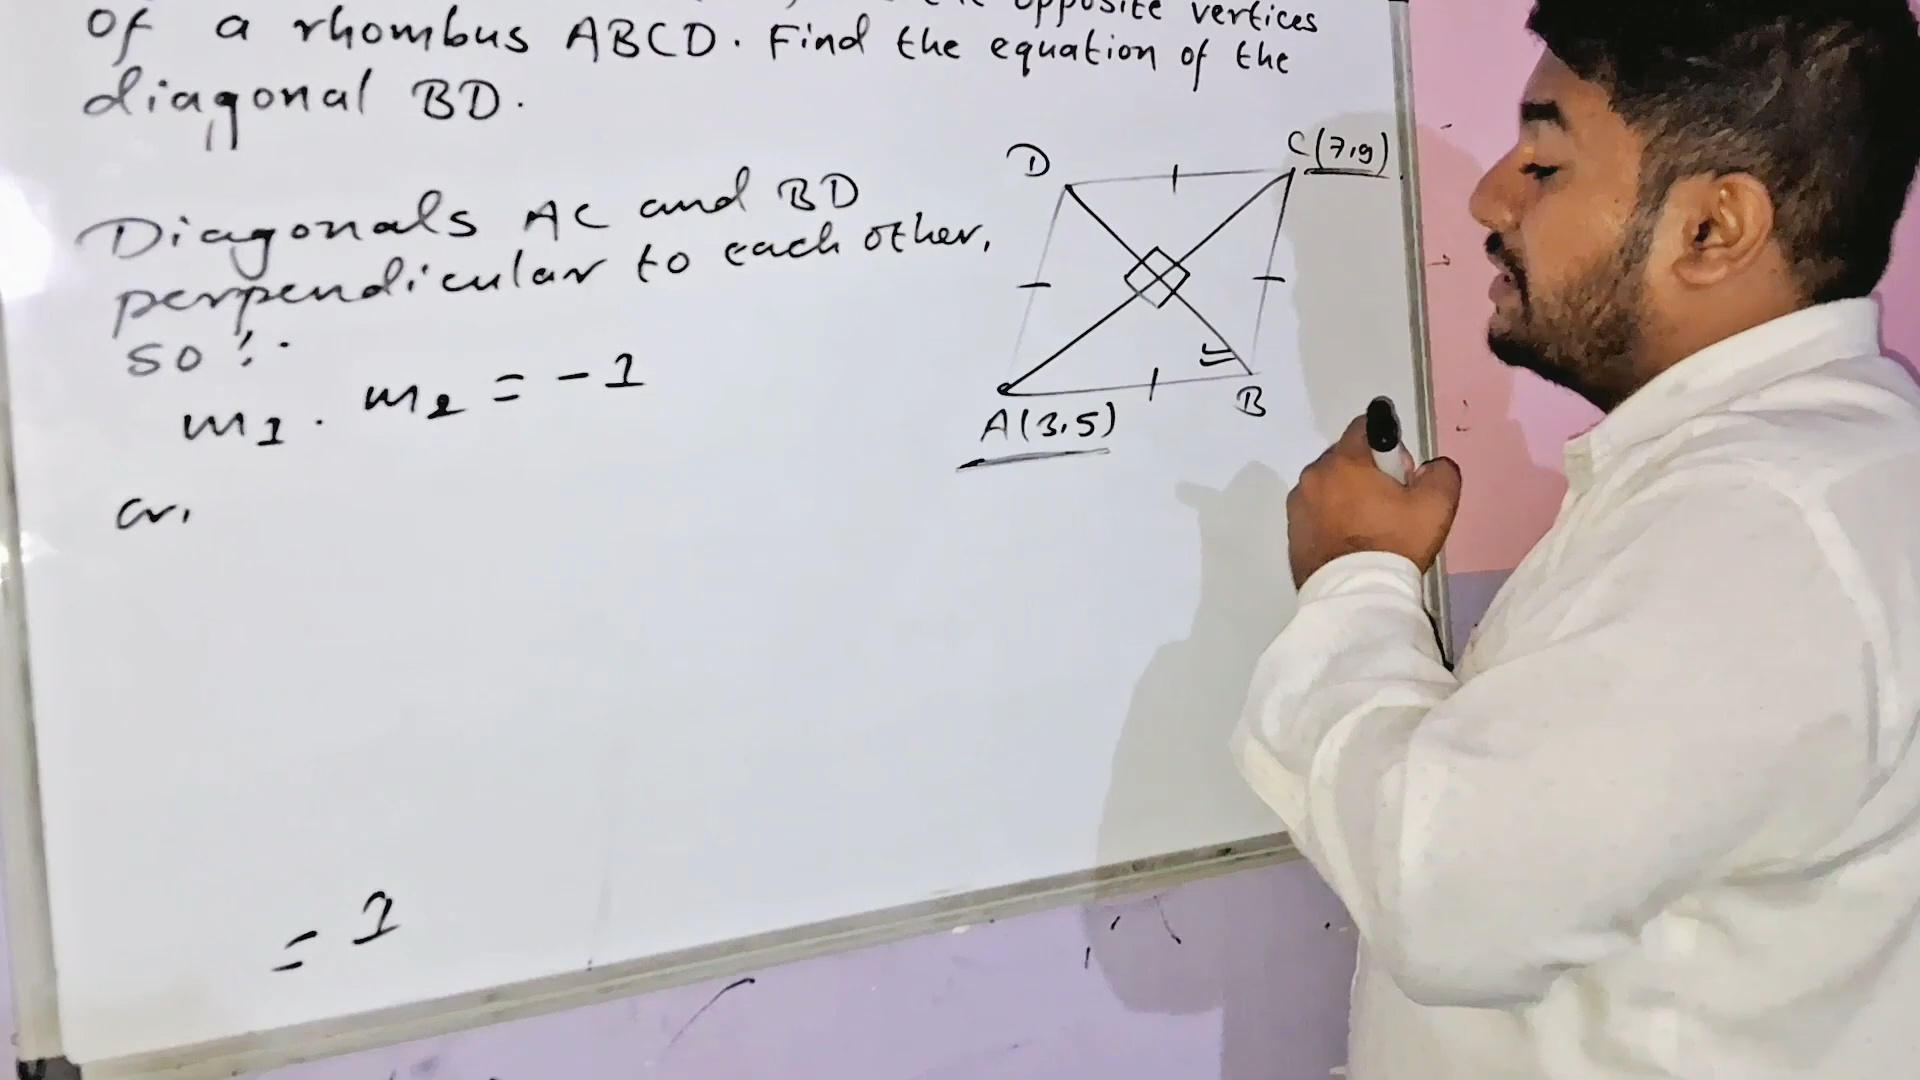 opposite vertices
of a rhombus ABCD. Find the equation of the
diagonal BD.
Diagonals AC and BD
perpendicular to each other,
so:.
m1 . m2 = -1
or,
= 1
D
C(7,9)
A(3,5)
B